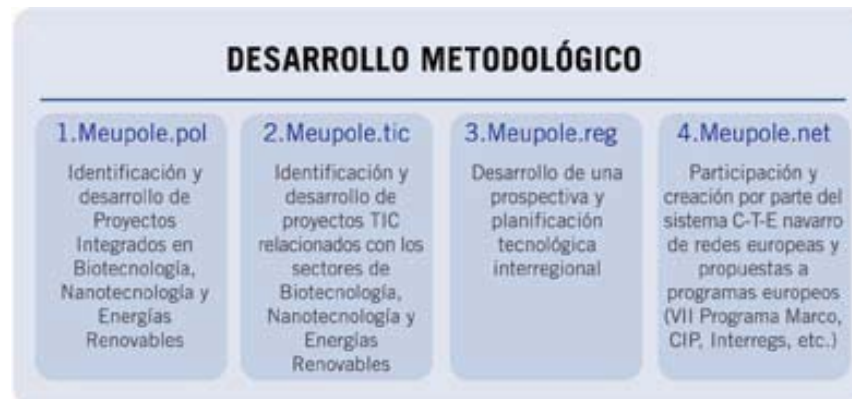 DESARROLLO METODOLÓGICO
1.Meupole.pol
Identificación y
desarrollo de
Proyectos
Integrados en
Biotecnología,
Nanotecnología y
Energías
Renovables
2.Meupole.tic
Identificación y
desarrollo de
proyectos TIC
relacionados con los
sectores de
Biotecnología,
Nanotecnología y
Energías
Renovables
3.Meupole.reg
Desarrollo de una
prospectiva y
planificación
tecnológica
interregional
4.Meupole.net
Participación y
creación por parte del
sistema C-T-E navarro
de redes europeas y
propuestas a
programas europeos
(VII Programa Marco,
CIP, Interregs, etc.)